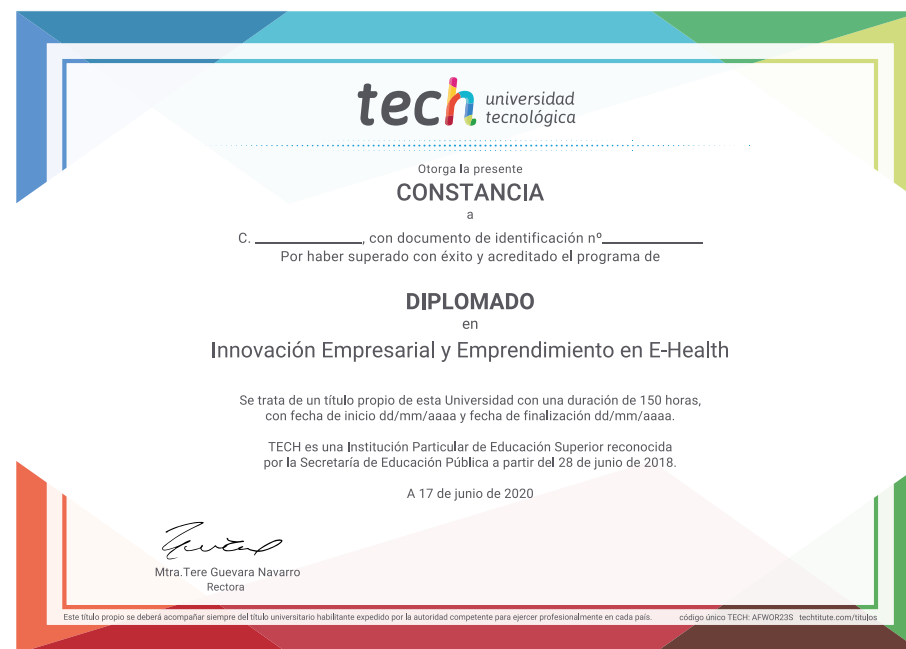 tech universidad
tecnológica
Otorga la presente
CONSTANCIA
a
C. ____________, con documento de identificación nº____________
Por haber superado con éxito y acreditado el programa de
DIPLOMADO
en
Innovación Empresarial y Emprendimiento en E-Health
Se trata de un título propio de esta Universidad con una duración de 150 horas,
con fecha de inicio dd/mm/aaaa y fecha de finalización dd/mm/aaaa.
TECH es una Institución Particular de Educación Superior reconocida
por la Secretaría de Educación Pública a partir del 28 de junio de 2018.
A 17 de junio de 2020
Mtra.Tere Guevara Navarro
Rectora
Este título propio se deberá acompañar siempre del título universitario habilitante expedido por la autoridad competente para ejercer profesionalmente en cada país. código único TECH: AFWOR23S techtitute.com/titulos